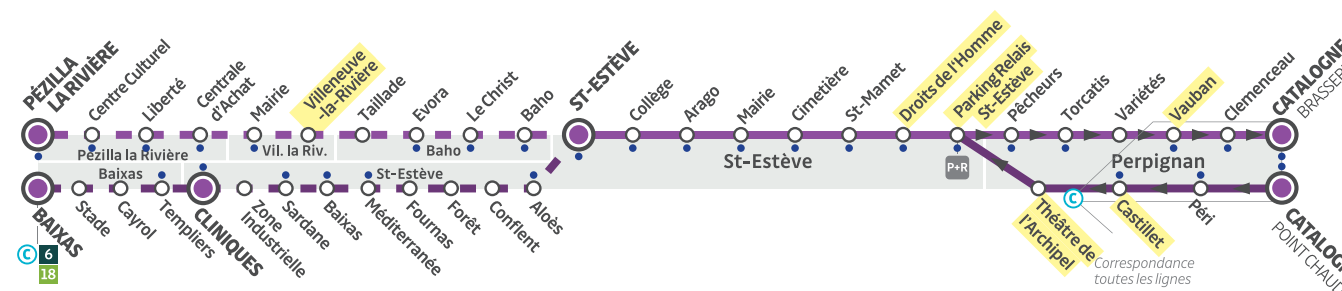 PÉZILLA
LA RIVIÈRE
Centre Culturel
Liberté
Centrale
d'Achat
Mairie
Villeneuve
-la-Rivière
Taillade
Evora
Le Christ
Baho
ST-ESTÈVE
Collège
Arago
Mairie
Cimetière
St-Mamet
Droits de l'Homme
Parking Relais
St-Estève
Pêcheurs
Torcatis
Variétés
Vauban
Clemenceau
CATALOGNE
BRASSERI
Pézilla la Rivière
Vil. la Riv.
Baho
Baixas
St-Estève
St-Estève
P+R
Perpignan
BAIXAS
Stade
Cayrol
Templiers
CLINIQUES
Zone
Industrielle
Sardane
Baixas
Méditerranée
Fournas
Forêt
Conflent
Aloès
Théâtre de
l'Archipel
C
Castillet
Péri
CATALOGN
POINT CHAUD
Correspondance
toutes les lignes
C 6
18